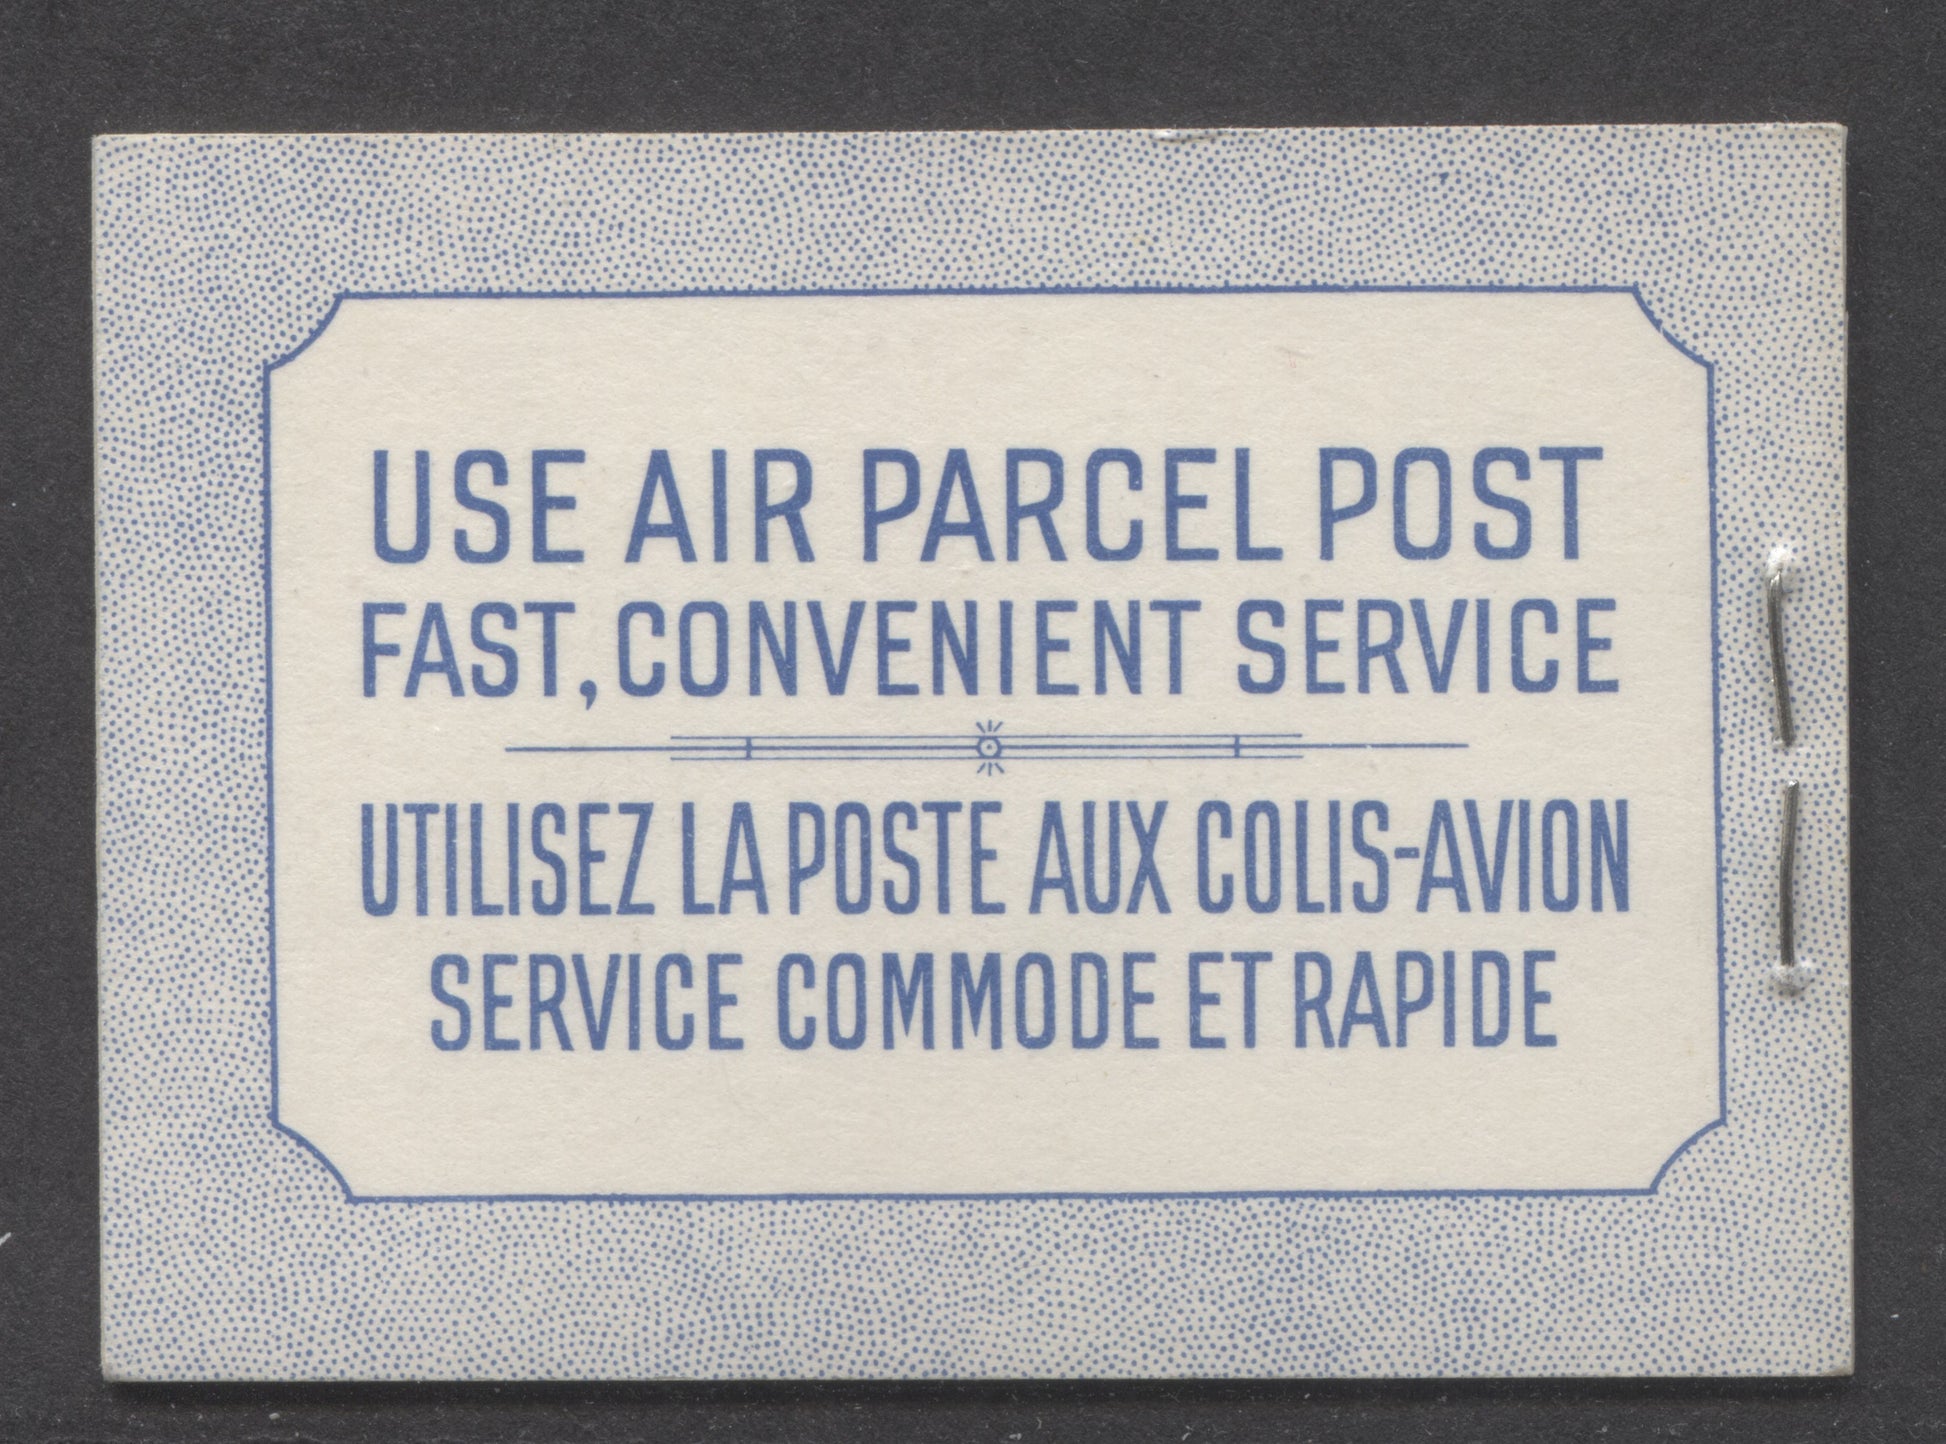 USE AIR PARCEL POST
FAST, CONVENIENT SERVICE
UTILISEZ LA POSTE AUX COLIS-AVION
SERVICE COMMODE ET RAPIDE